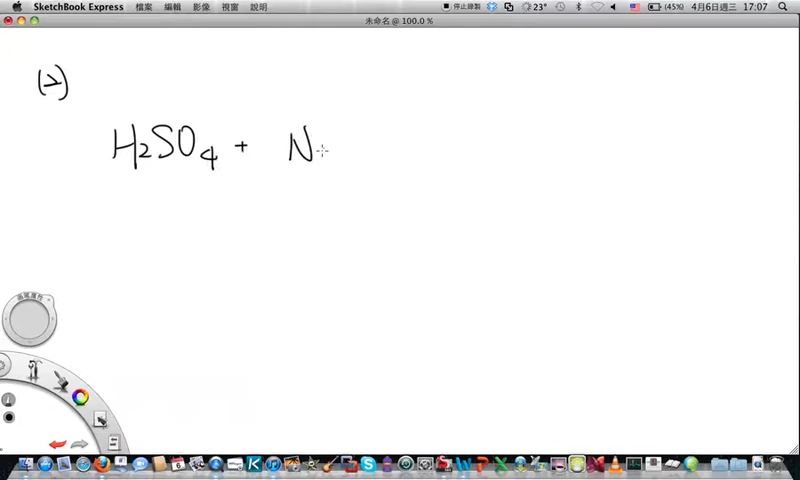 SketchBook Express 檔案 編輯 影像 視窗 說明 停止錄製 23° (45%) 4月6日週三 17:07
未命名 @ 100.0 %
(2)
H₂SO₄ + N